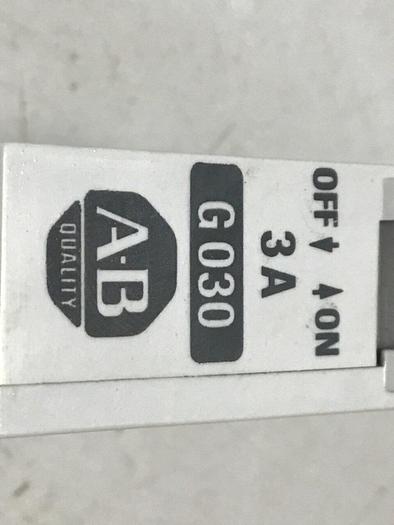 OFF ↓ ↑ ON
3 A
G 030
A-B
QUALITY